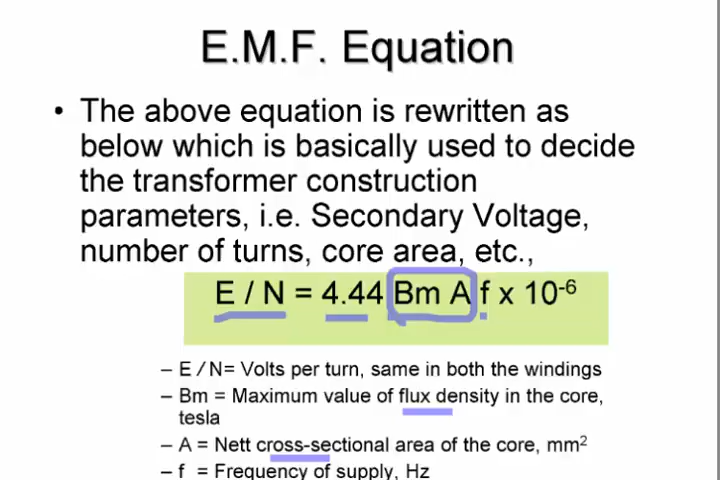 E.M.F. Equation
• The above equation is rewritten as
below which is basically used to decide
the transformer construction
parameters, i.e. Secondary Voltage,
number of turns, core area, etc.,
E / N = 4.44 Bm A f x 10⁻⁶
– E / N= Volts per turn, same in both the windings
– Bm = Maximum value of flux density in the core,
tesla
– A = Nett cross-sectional area of the core, mm²
– f = Frequency of supply, Hz